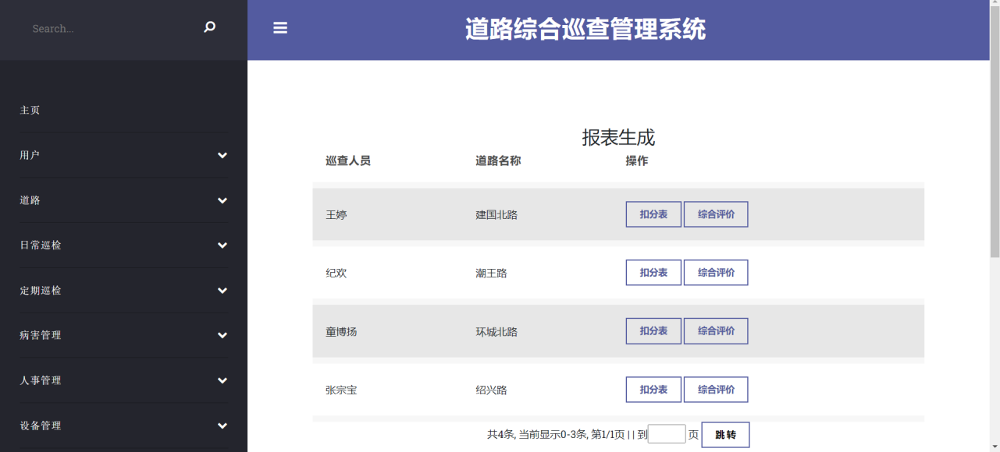 Search...
道路综合巡查管理系统
主页
用户
道路
日常巡检
定期巡检
病害管理
人事管理
设备管理
报表生成
巡查人员 道路名称 操作
王婷 建国北路 扣分表 综合评价
纪欢 潮王路 扣分表 综合评价
童博扬 环城北路 扣分表 综合评价
张宗宝 绍兴路 扣分表 综合评价
共4条, 当前显示0-3条, 第1/1页 | | 到 页 跳转